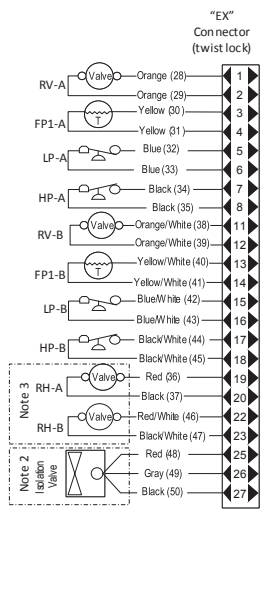 “EX”
Connector
(twist lock)
RV-A
Valve
Orange (28)
1
Orange (29)
2
FP1-A
T
Yellow (30)
3
Yellow (31)
4
LP-A
Blue (32)
5
Blue (33)
6
HP-A
Black (34)
7
Black (35)
8
RV-B
Valve
Orange/White (38)
11
Orange/White (39)
12
FP1-B
T
Yellow/White (40)
13
Yellow/White (41)
14
LP-B
Blue/White (42)
15
Blue/White (43)
16
HP-B
Black/White (44)
17
Black/White (45)
18
Note 3
RH-A
Valve
Red (36)
19
Black (37)
20
RH-B
Valve
Red/White (46)
22
Black/White (47)
23
Note 2
Isolation
Valve
Red (48)
25
Gray (49)
26
Black (50)
27